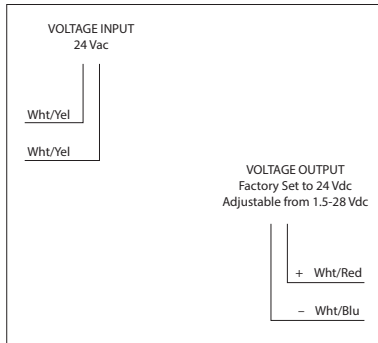 VOLTAGE INPUT
24 Vac
Wht/Yel
Wht/Yel
VOLTAGE OUTPUT
Factory Set to 24 Vdc
Adjustable from 1.5-28 Vdc
+ Wht/Red
– Wht/Blu